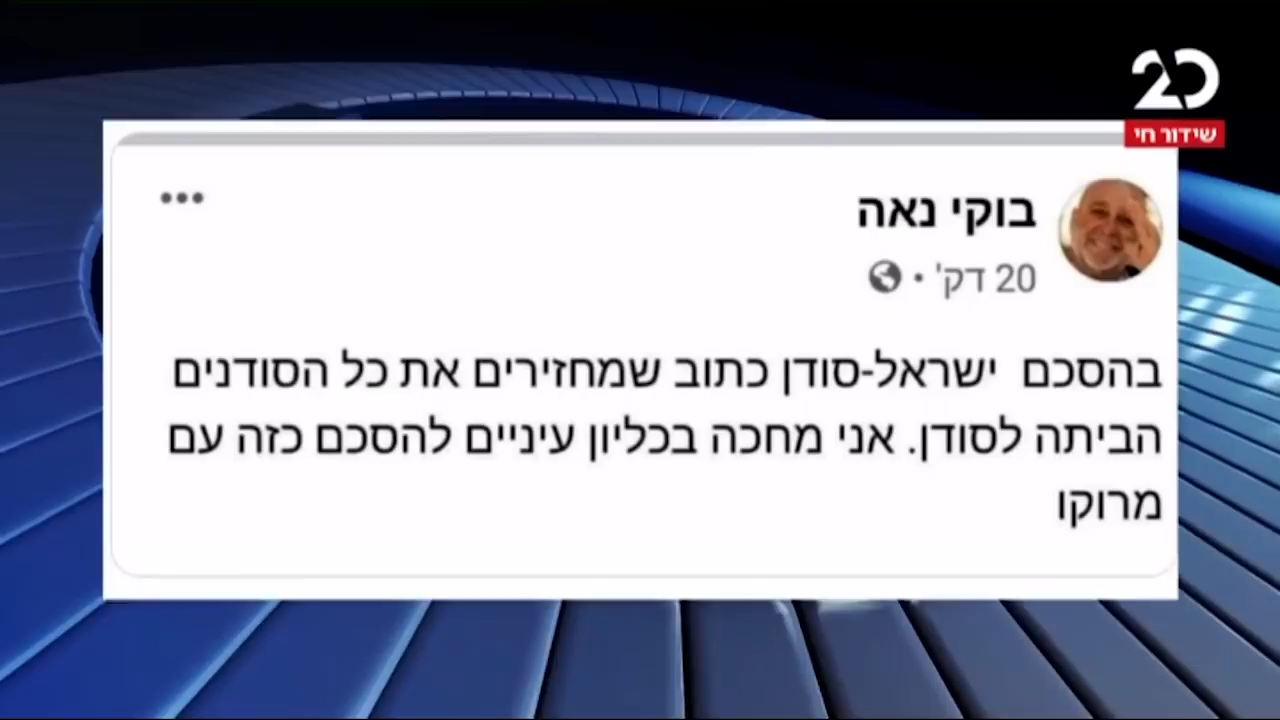 20
שידור חי
בוקי נאה
20 דק' •
בהסכם ישראל-סודן כתוב שמחזירים את כל הסודנים
הביתה לסודן. אני מחכה בכליון עיניים להסכם כזה עם
מרוקו